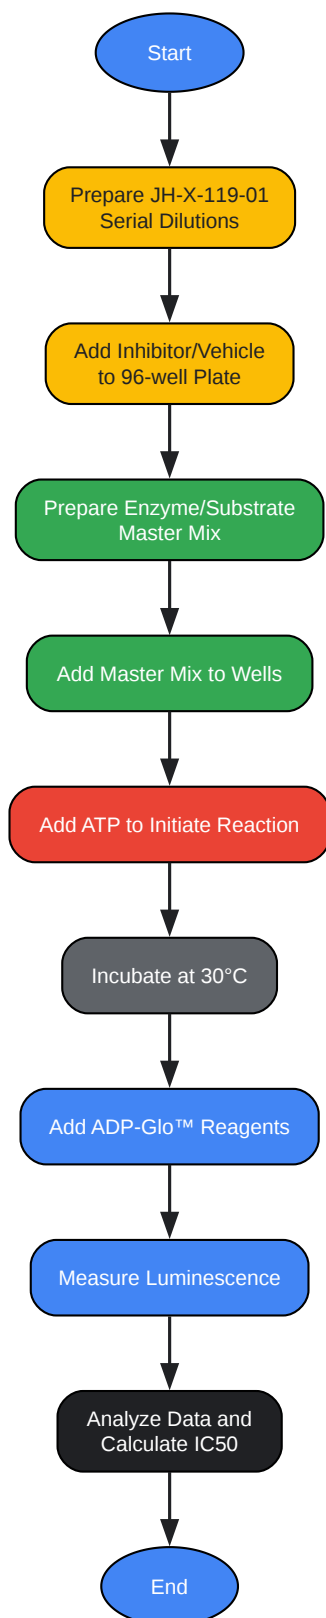 Start
Prepare JH-X-119-01
Serial Dilutions
Add Inhibitor/Vehicle
to 96-well Plate
Prepare Enzyme/Substrate
Master Mix
Add Master Mix to Wells
Add ATP to Initiate Reaction
Incubate at 30°C
Add ADP-Glo™ Reagents
Measure Luminescence
Analyze Data and
Calculate IC50
End